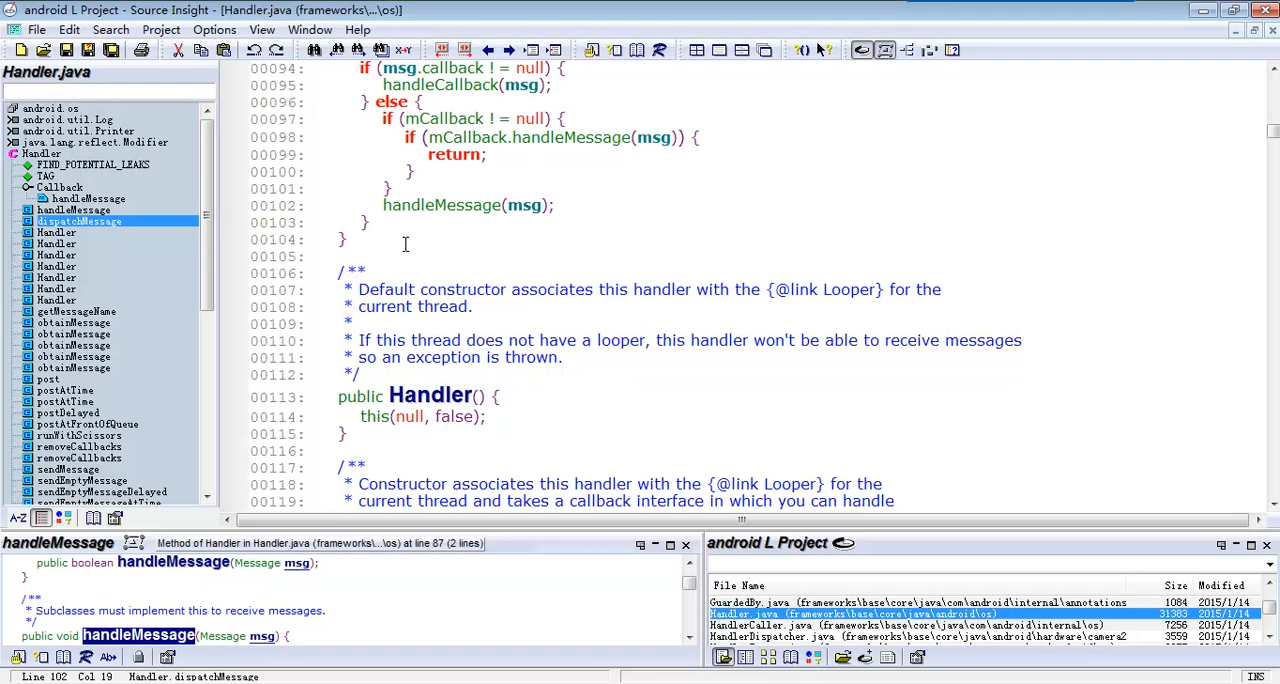 android L Project - Source Insight - [Handler.java (frameworks\...\os)]
File Edit Search Project Options View Window Help
Handler.java
android.os
android.util.Log
android.util.Printer
java.lang.reflect.Modifier
Handler
FIND_POTENTIAL_LEAKS
TAG
Callback
handleMessage
handleMessage
dispatchMessage
Handler
Handler
Handler
Handler
Handler
Handler
Handler
getMessageName
obtainMessage
obtainMessage
obtainMessage
obtainMessage
obtainMessage
post
postAtTime
postAtTime
postDelayed
postAtFrontOfQueue
runWithScissors
removeCallbacks
removeCallbacks
sendMessage
sendEmptyMessage
sendEmptyMessageDelayed
sendEmptyMessageAtTime
A-Z
00094: if (msg.callback != null) {
00095: handleCallback(msg);
00096: } else {
00097: if (mCallback != null) {
00098: if (mCallback.handleMessage(msg)) {
00099: return;
00100: }
00101: }
00102: handleMessage(msg);
00103: }
00104: }
00105:
00106: /**
00107: * Default constructor associates this handler with the {@link Looper} for the
00108: * current thread.
00109: *
00110: * If this thread does not have a looper, this handler won't be able to receive messages
00111: * so an exception is thrown.
00112: */
00113: public Handler() {
00114: this(null, false);
00115: }
00116:
00117: /**
00118: * Constructor associates this handler with the {@link Looper} for the
00119: * current thread and takes a callback interface in which you can handle
handleMessage Method of Handler in Handler.java (frameworks\...\os) at line 87 (2 lines)
public boolean handleMessage(Message msg);
}
/**
* Subclasses must implement this to receive messages.
*/
public void handleMessage(Message msg) {
android L Project
File Name Size Modified
GuardedBy.java (frameworks\base\core\java\com\android\internal\annotations 1084 2015/1/14
Handler.java (frameworks\base\core\java\android\os) 31383 2015/1/14
HandlerCaller.java (frameworks\base\core\java\com\android\internal\os) 7256 2015/1/14
HandlerDispatcher.java (frameworks\base\core\java\android\hardware\camera2 3559 2015/1/14
Line 102 Col 19 Handler.dispatchMessage INS